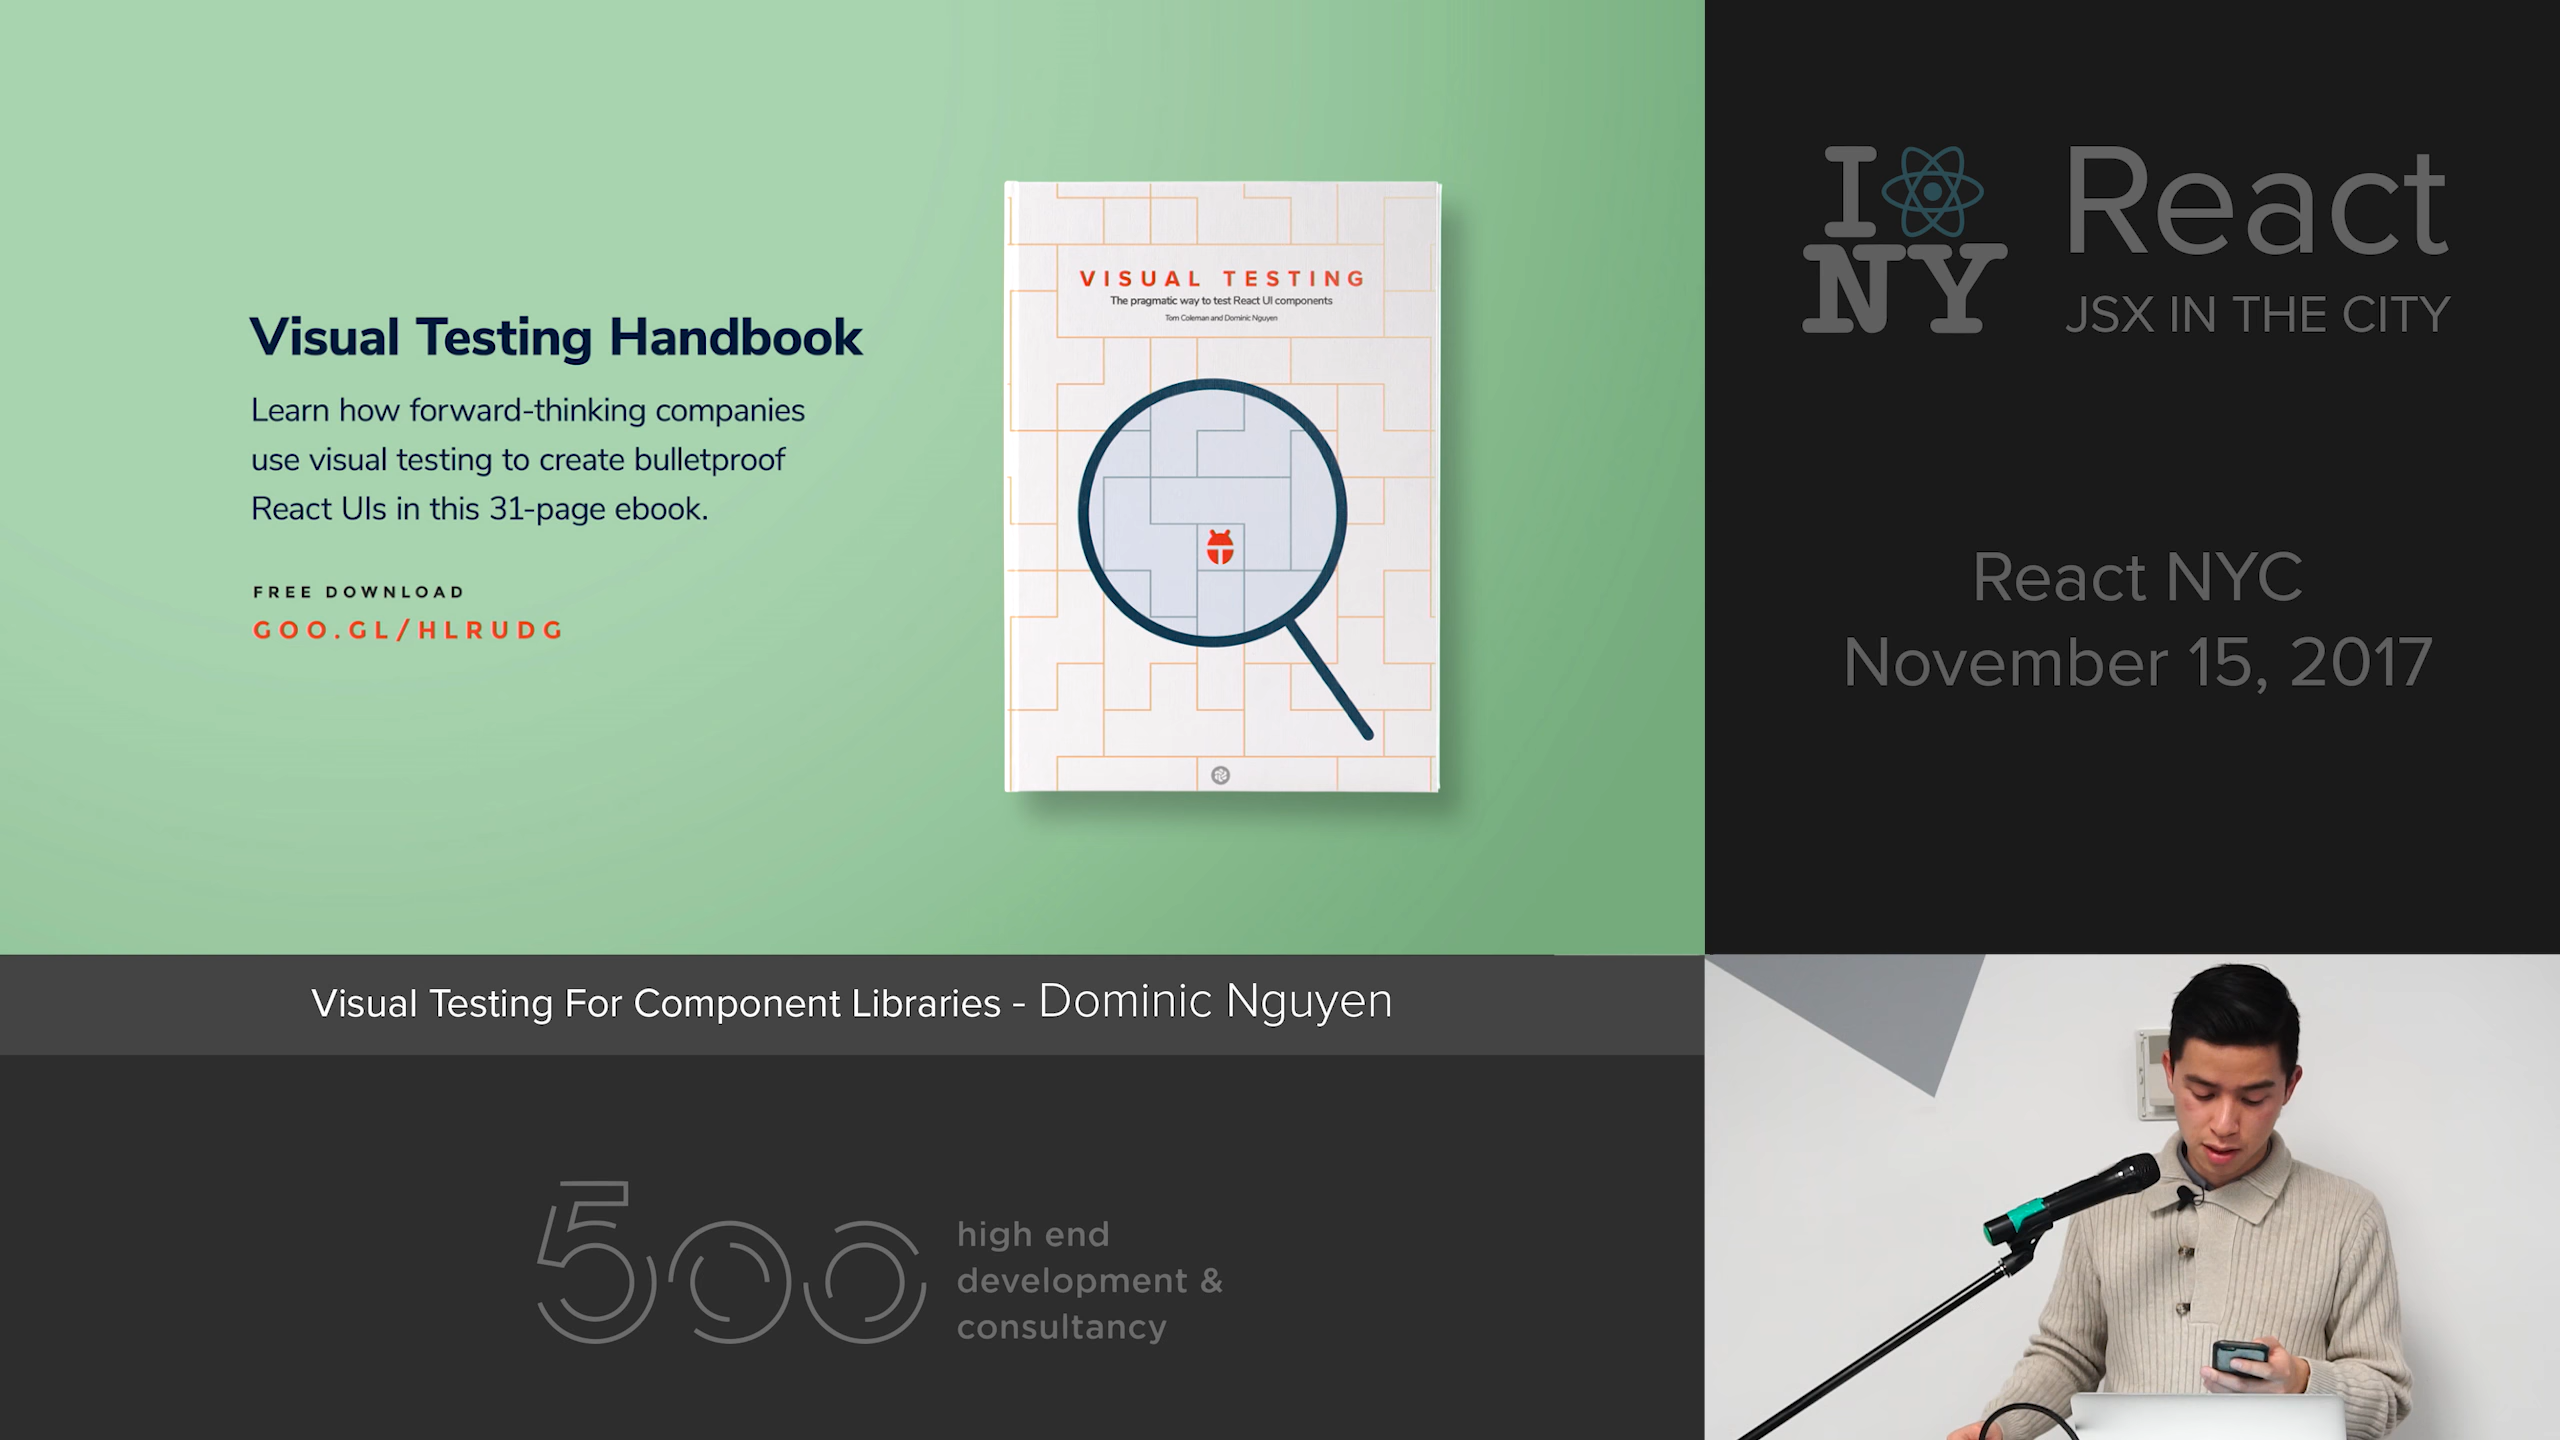 Visual Testing Handbook
Learn how forward-thinking companies
use visual testing to create bulletproof
React UIs in this 31-page ebook.
FREE DOWNLOAD
GOO.GL/HLRUDG
VISUAL TESTING
The pragmatic way to test React UI components
Tom Coleman and Dominic Nguyen
I NY
React
JSX IN THE CITY
React NYC
November 15, 2017
Visual Testing For Component Libraries - Dominic Nguyen
500
high end
development &
consultancy